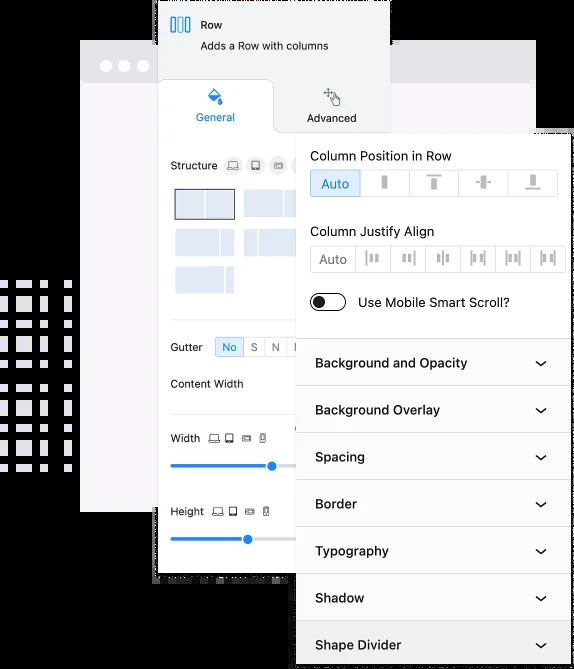 Row
Adds a Row with columns
General
Advanced
Structure
Gutter
No
S
N
Content Width
Width
Height
Column Position in Row
Auto
Column Justify Align
Auto
Use Mobile Smart Scroll?
Background and Opacity
Background Overlay
Spacing
Border
Typography
Shadow
Shape Divider